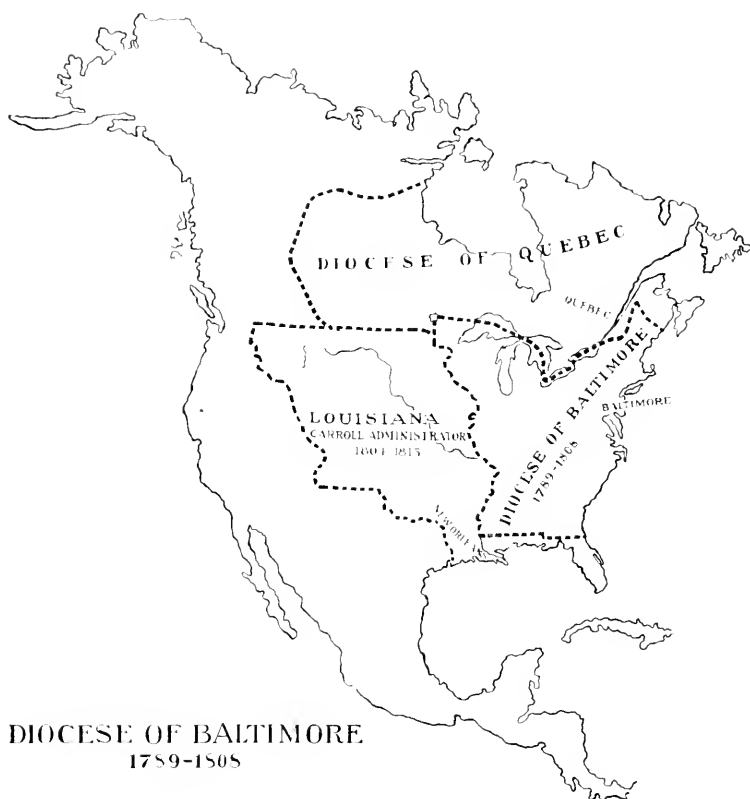 DIOCESE OF QUEBEC
QUEBEC
DIOCESE OF BALTIMORE
1789-1808
BALTIMORE
LOUISIANA
CARROLL ADMINISTRATOR
1804-1815
DIOCESE OF BALTIMORE
1789-1808